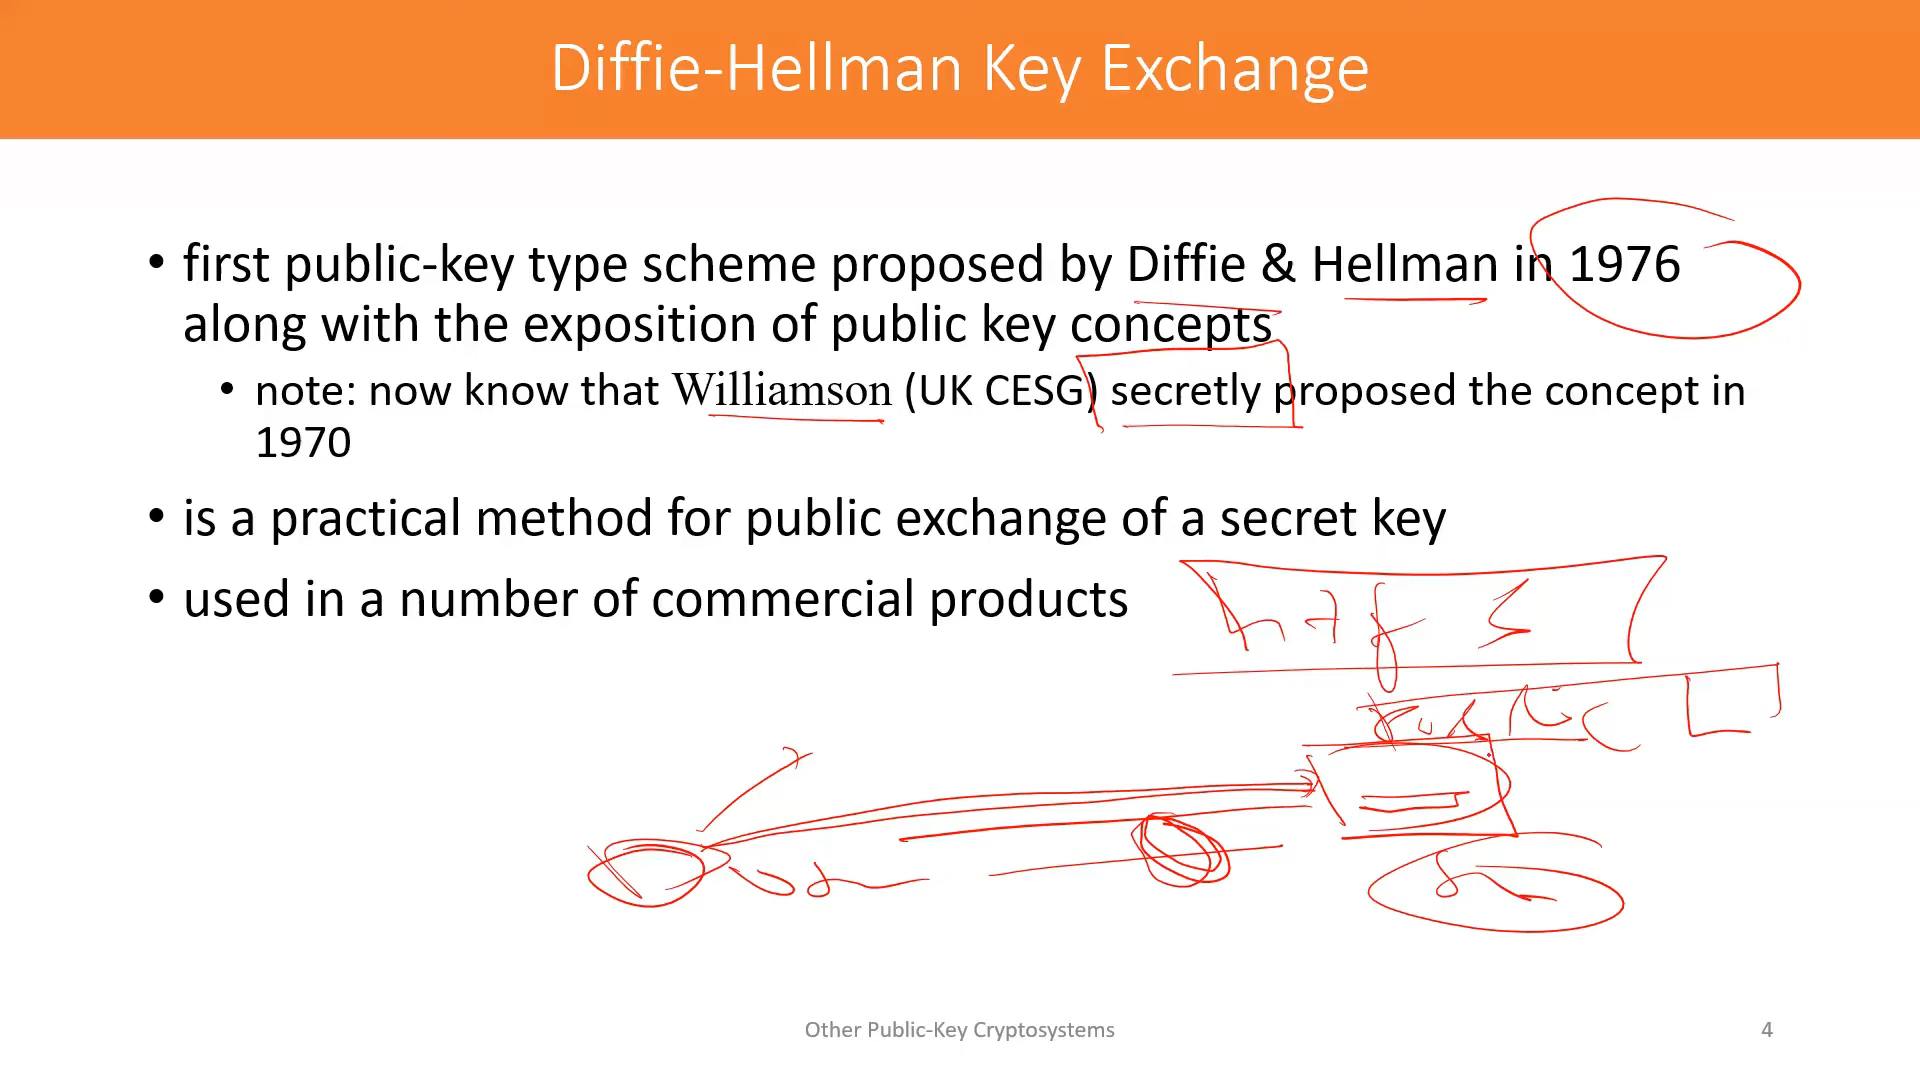 Diffie-Hellman Key Exchange
• first public-key type scheme proposed by Diffie & Hellman in 1976
along with the exposition of public key concepts
• note: now know that Williamson (UK CESG) secretly proposed the concept in
1970
• is a practical method for public exchange of a secret key
• used in a number of commercial products
Public
Other Public-Key Cryptosystems
4